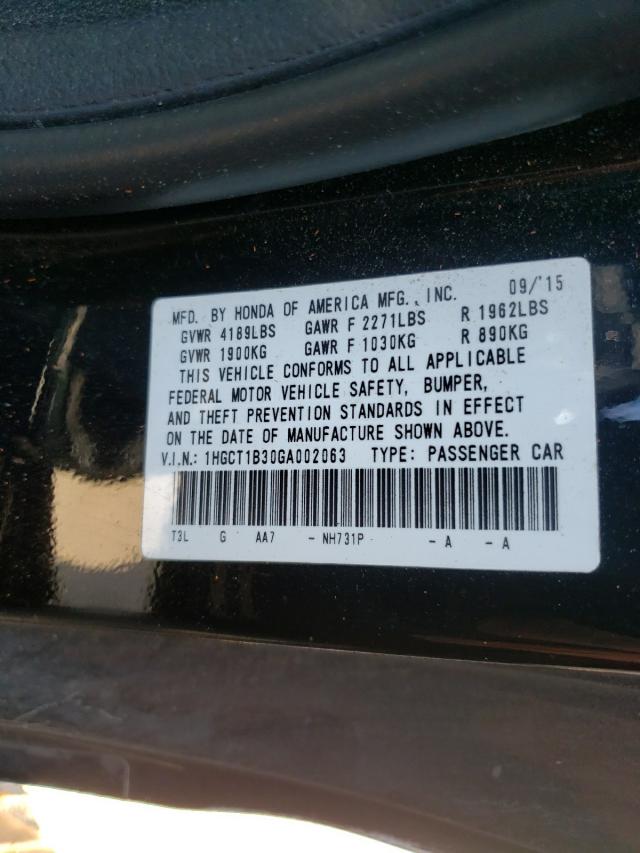 MFD. BY HONDA OF AMERICA MFG., INC. 09/'15
GVWR 4189LBS GAWR F 2271LBS R 1962LBS
GVWR 1900KG GAWR F 1030KG R 890KG
THIS VEHICLE CONFORMS TO ALL APPLICABLE
FEDERAL MOTOR VEHICLE SAFETY, BUMPER,
AND THEFT PREVENTION STANDARDS IN EFFECT
ON THE DATE OF MANUFACTURE SHOWN ABOVE.
V.I.N.: 1HGCT1B30GA002063 TYPE: PASSENGER CAR
T3L G AA7 - NH731P - A - A